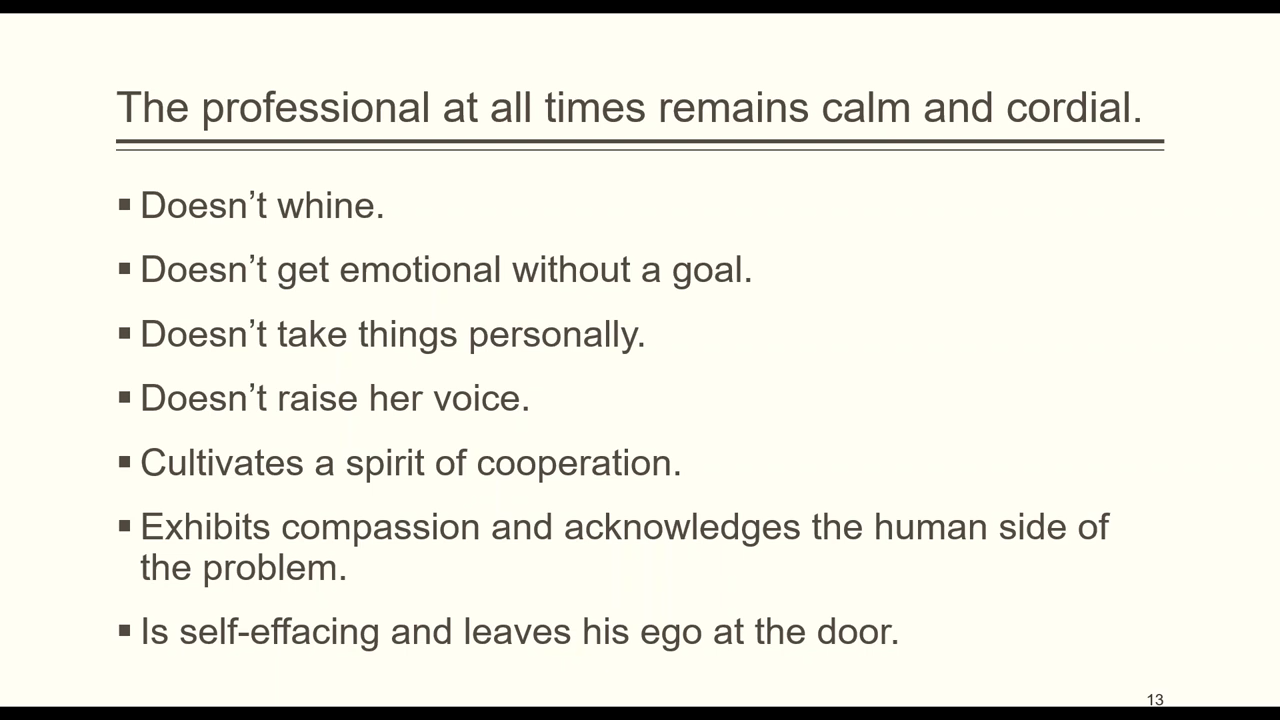 The professional at all times remains calm and cordial.
▪ Doesn’t whine.
▪ Doesn’t get emotional without a goal.
▪ Doesn’t take things personally.
▪ Doesn’t raise her voice.
▪ Cultivates a spirit of cooperation.
▪ Exhibits compassion and acknowledges the human side of
the problem.
▪ Is self-effacing and leaves his ego at the door.
13